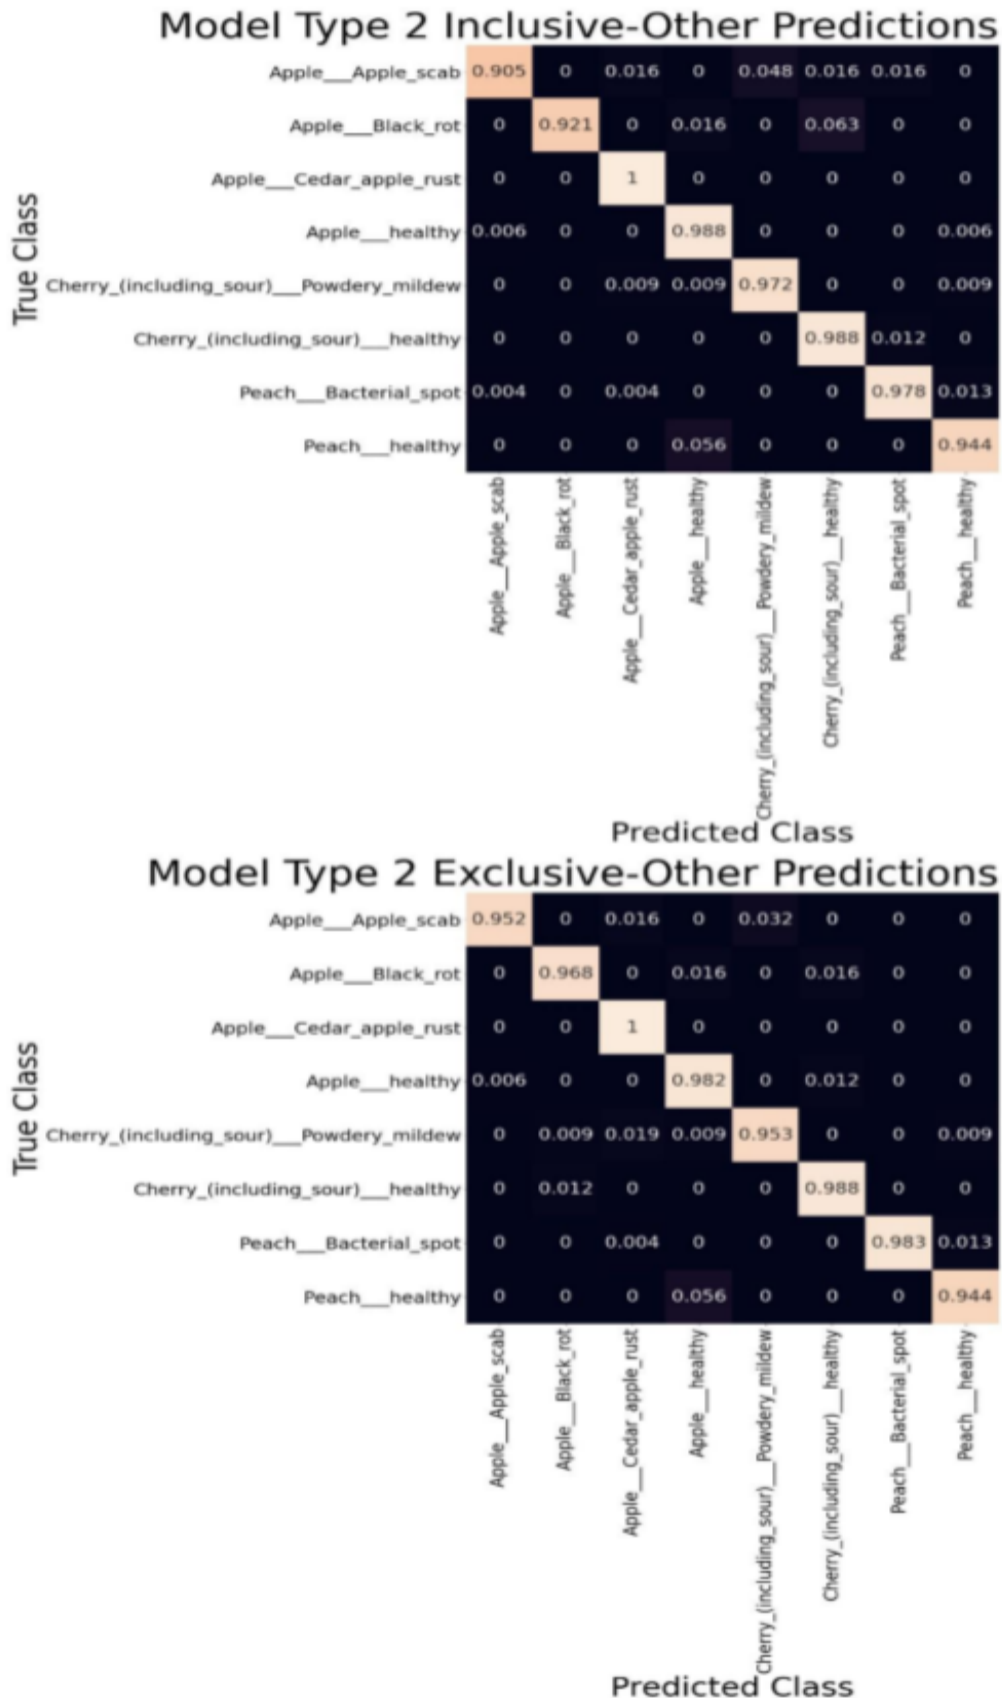 Model Type 2 Inclusive-Other Predictions
True Class
Apple___Apple_scab 0.905 0 0.016 0 0.048 0.016 0.016 0
Apple___Black_rot 0 0.921 0 0.016 0 0.063 0 0
Apple___Cedar_apple_rust 0 0 1 0 0 0 0 0
Apple___healthy 0.006 0 0 0.988 0 0 0 0.006
Cherry_(including_sour)___Powdery_mildew 0 0 0.009 0.009 0.972 0 0 0.009
Cherry_(including_sour)___healthy 0 0 0 0 0 0.988 0.012 0
Peach___Bacterial_spot 0.004 0 0.004 0 0 0 0.978 0.013
Peach___healthy 0 0 0 0.056 0 0 0 0.944
Apple___Apple_scab
Apple___Black_rot
Apple___Cedar_apple_rust
Apple___healthy
Cherry_(including_sour)___Powdery_mildew
Cherry_(including_sour)___healthy
Peach___Bacterial_spot
Peach___healthy
Predicted Class
Model Type 2 Exclusive-Other Predictions
True Class
Apple___Apple_scab 0.952 0 0.016 0 0.032 0 0 0
Apple___Black_rot 0 0.968 0 0.016 0 0.016 0 0
Apple___Cedar_apple_rust 0 0 1 0 0 0 0 0
Apple___healthy 0.006 0 0 0.982 0 0.012 0 0
Cherry_(including_sour)___Powdery_mildew 0 0.009 0.019 0.009 0.953 0 0 0.009
Cherry_(including_sour)___healthy 0 0.012 0 0 0 0.988 0 0
Peach___Bacterial_spot 0 0 0.004 0 0 0 0.983 0.013
Peach___healthy 0 0 0 0.056 0 0 0 0.944
Apple___Apple_scab
Apple___Black_rot
Apple___Cedar_apple_rust
Apple___healthy
Cherry_(including_sour)___Powdery_mildew
Cherry_(including_sour)___healthy
Peach___Bacterial_spot
Peach___healthy
Predicted Class